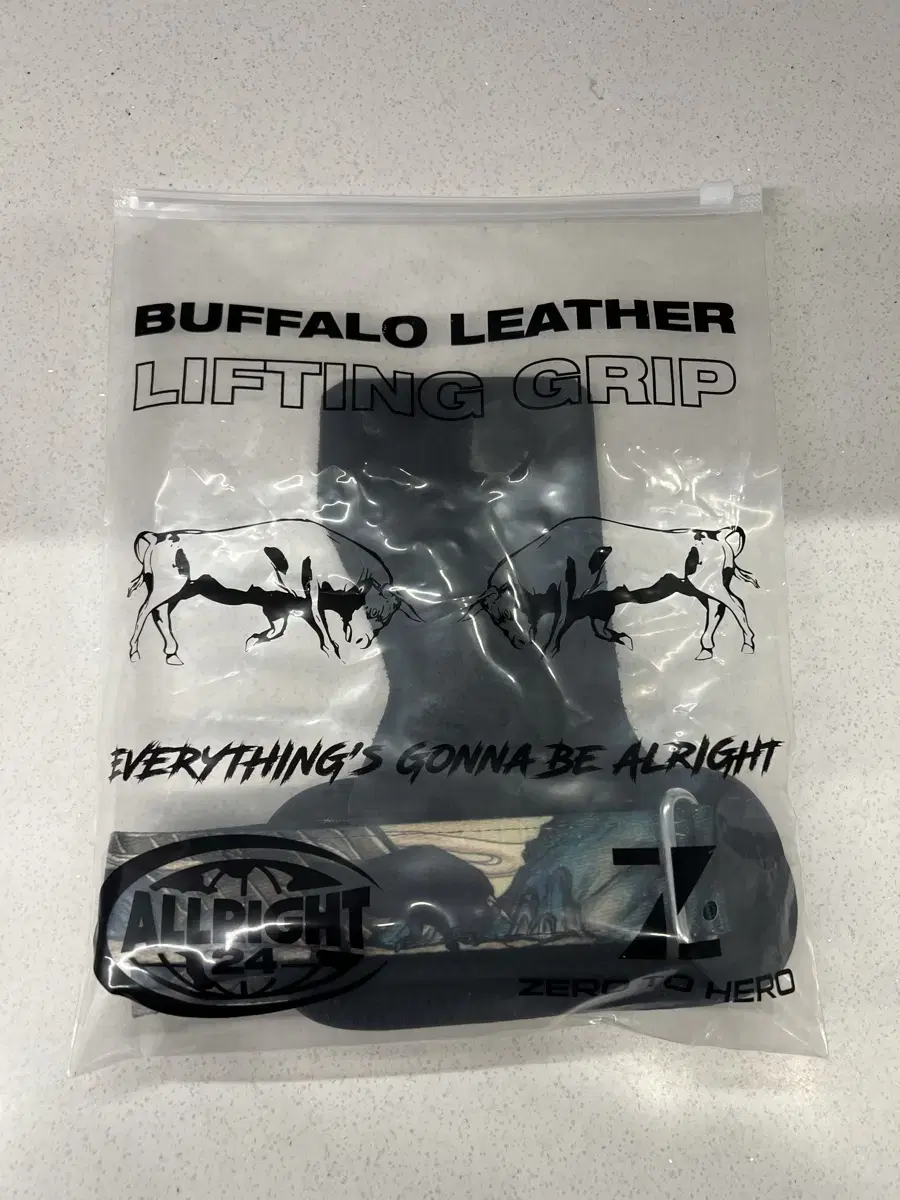 BUFFALO LEATHER
LIFTING GRIP
EVERYTHING'S GONNA BE ALRIGHT
ALLRIGHT
24
Z
ZERO TO HERO